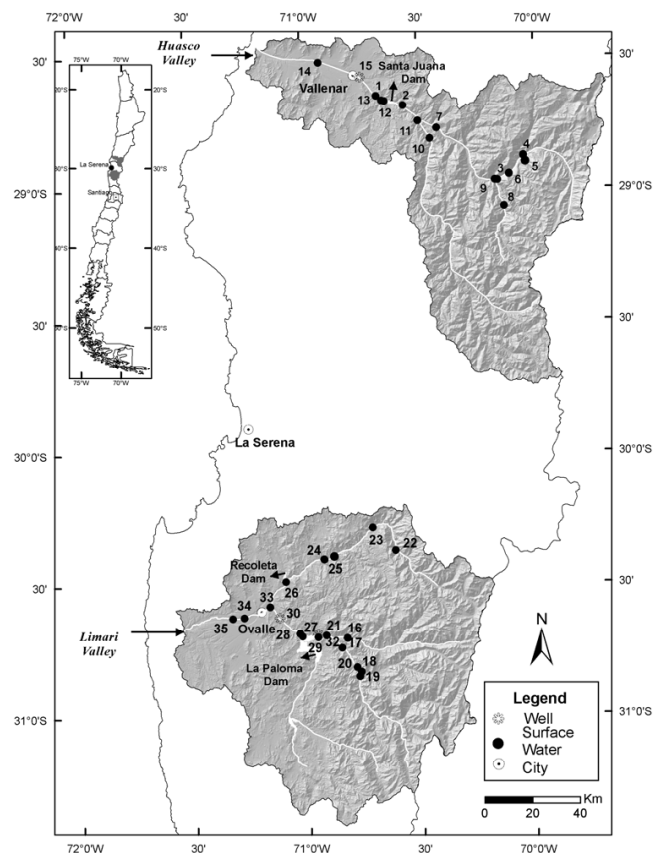 72°0'W
.30'
71°0'W
.30'
70°0'W
Huasco
Valley
.30'
29°0'S
.30'
30°0'S
.30'
31°0'S
14
15
Santa Juana
Dam
Vallenar
1
13
12
2
11
7
10
4
3
5
9
6
8
75°W
70°W
20°S
20°S
La Serena
30°S
30°S
Santiago
40°S
40°S
50°S
50°S
75°W
70°W
La Serena
.30'
29°0'S
.30'
30°0'S
.30'
31°0'S
23
22
24
25
Recoleta
Dam
26
33
34
30
35
Ovalle
28
27
21
16
32
17
29
20
18
19
Limari
Valley
La Paloma
Dam
N
Legend
Well
Surface
Water
City
Km
0
20
40
72°0'W
.30'
71°0'W
.30'
70°0'W